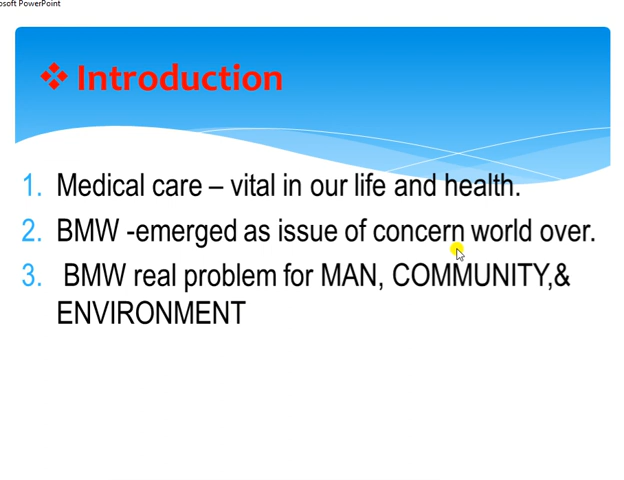 osoft PowerPoint
❖ Introduction
1. Medical care – vital in our life and health.
2. BMW -emerged as issue of concern world over.
3. BMW real problem for MAN, COMMUNITY,&
ENVIRONMENT